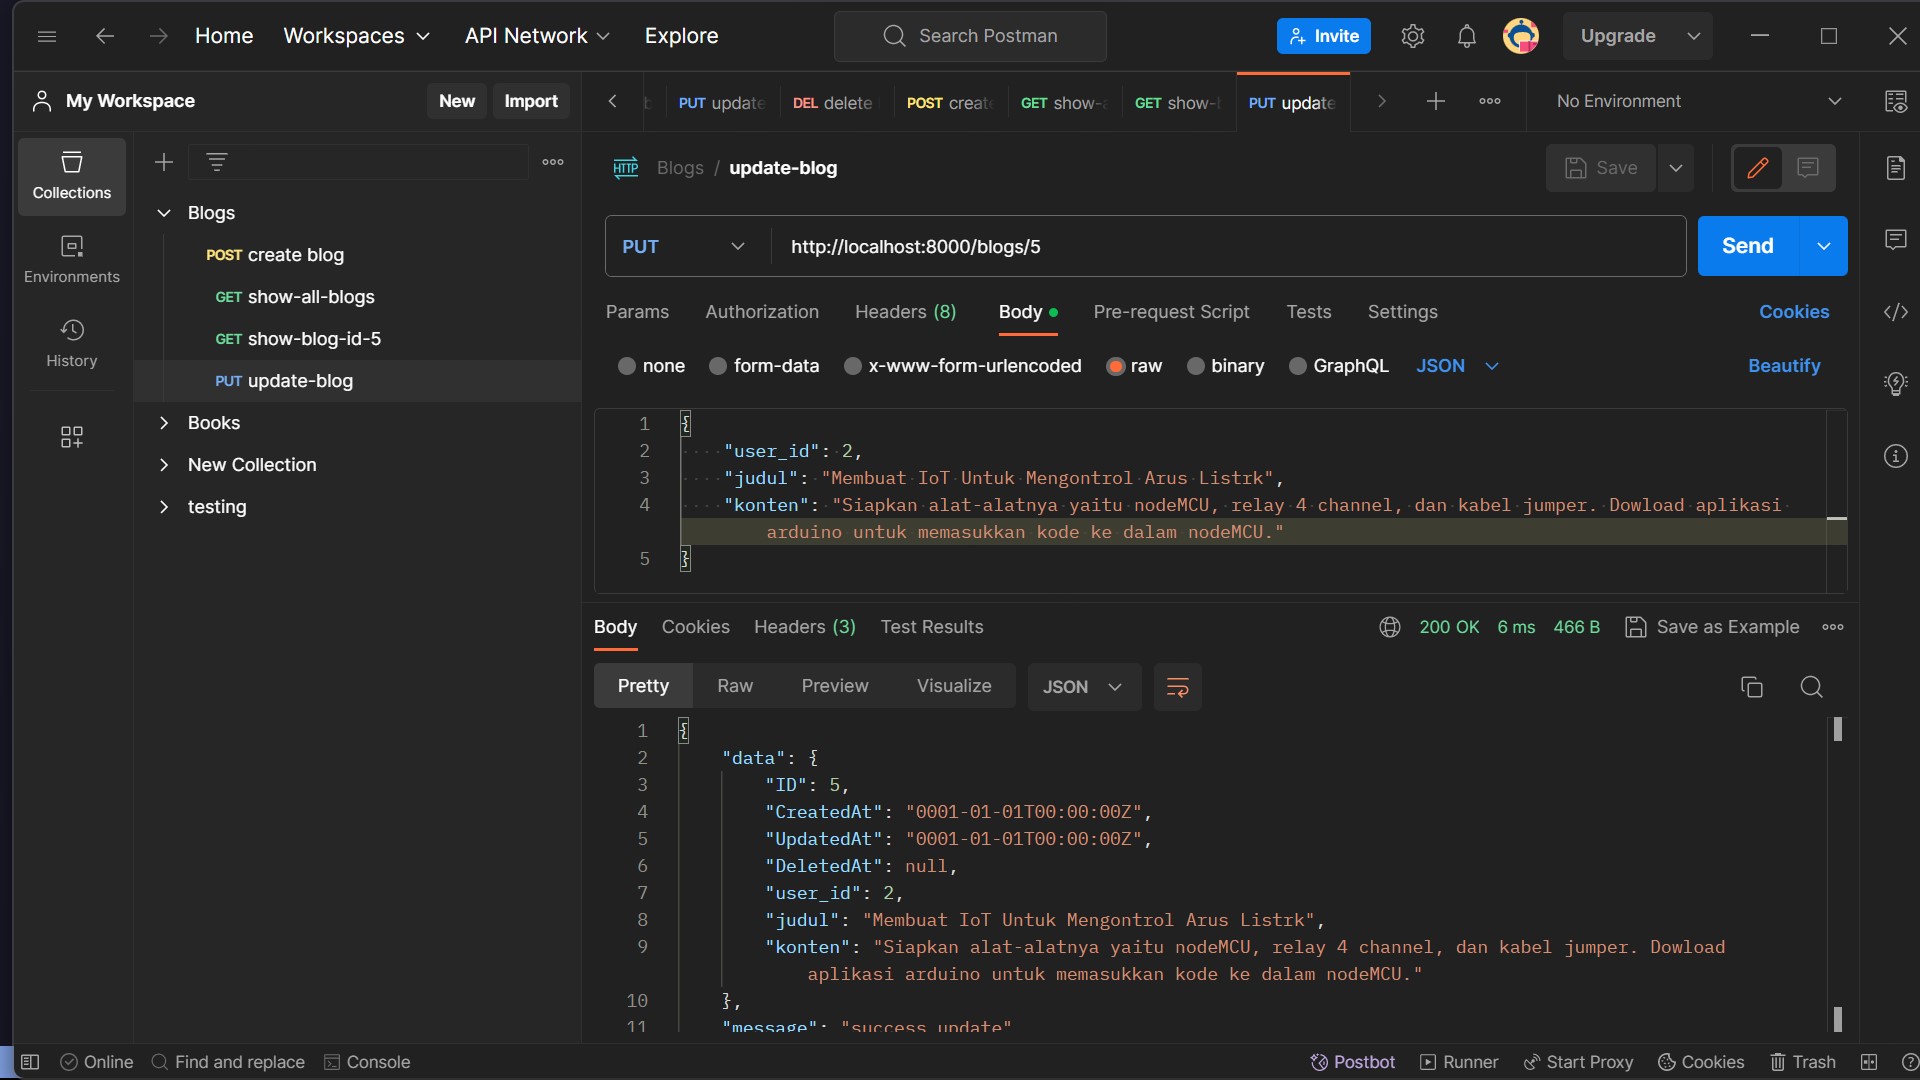 Home Workspaces API Network Explore Search Postman Invite Upgrade
My Workspace New Import PUT update DEL delete POST creat GET show-a GET show-b PUT update No Environment
Collections
Environments
History
Blogs
POST create blog
GET show-all-blogs
GET show-blog-id-5
PUT update-blog
Books
New Collection
testing
HTTP Blogs / update-blog Save
PUT http://localhost:8000/blogs/5 Send
Params Authorization Headers (8) Body Pre-request Script Tests Settings Cookies
none form-data x-www-form-urlencoded raw binary GraphQL JSON Beautify
1 {
2 "user_id": 2,
3 "judul": "Membuat IoT Untuk Mengontrol Arus Listrk",
4 "konten": "Siapkan alat-alatnya yaitu nodeMCU, relay 4 channel, dan kabel jumper. Dowload aplikasi
arduino untuk memasukkan kode ke dalam nodeMCU."
5 }
Body Cookies Headers (3) Test Results 200 OK 6 ms 466 B Save as Example
Pretty Raw Preview Visualize JSON
1 {
2 "data": {
3 "ID": 5,
4 "CreatedAt": "0001-01-01T00:00:00Z",
5 "UpdatedAt": "0001-01-01T00:00:00Z",
6 "DeletedAt": null,
7 "user_id": 2,
8 "judul": "Membuat IoT Untuk Mengontrol Arus Listrk",
9 "konten": "Siapkan alat-alatnya yaitu nodeMCU, relay 4 channel, dan kabel jumper. Dowload
aplikasi arduino untuk memasukkan kode ke dalam nodeMCU."
10 },
11 "message": "success update"
Online Find and replace Console Postbot Runner Start Proxy Cookies Trash